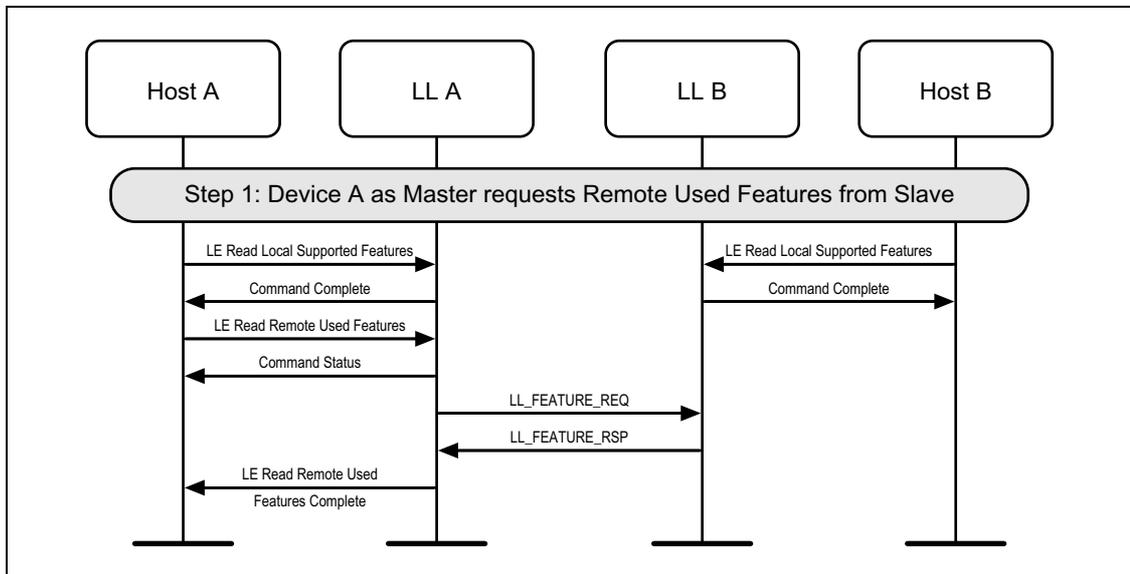 Host A
LL A
LL B
Host B
Step 1: Device A as Master requests Remote Used Features from Slave
LE Read Local Supported Features
LE Read Local Supported Features
Command Complete
Command Complete
LE Read Remote Used Features
Command Status
LL_FEATURE_REQ
LL_FEATURE_RSP
LE Read Remote Used
Features Complete